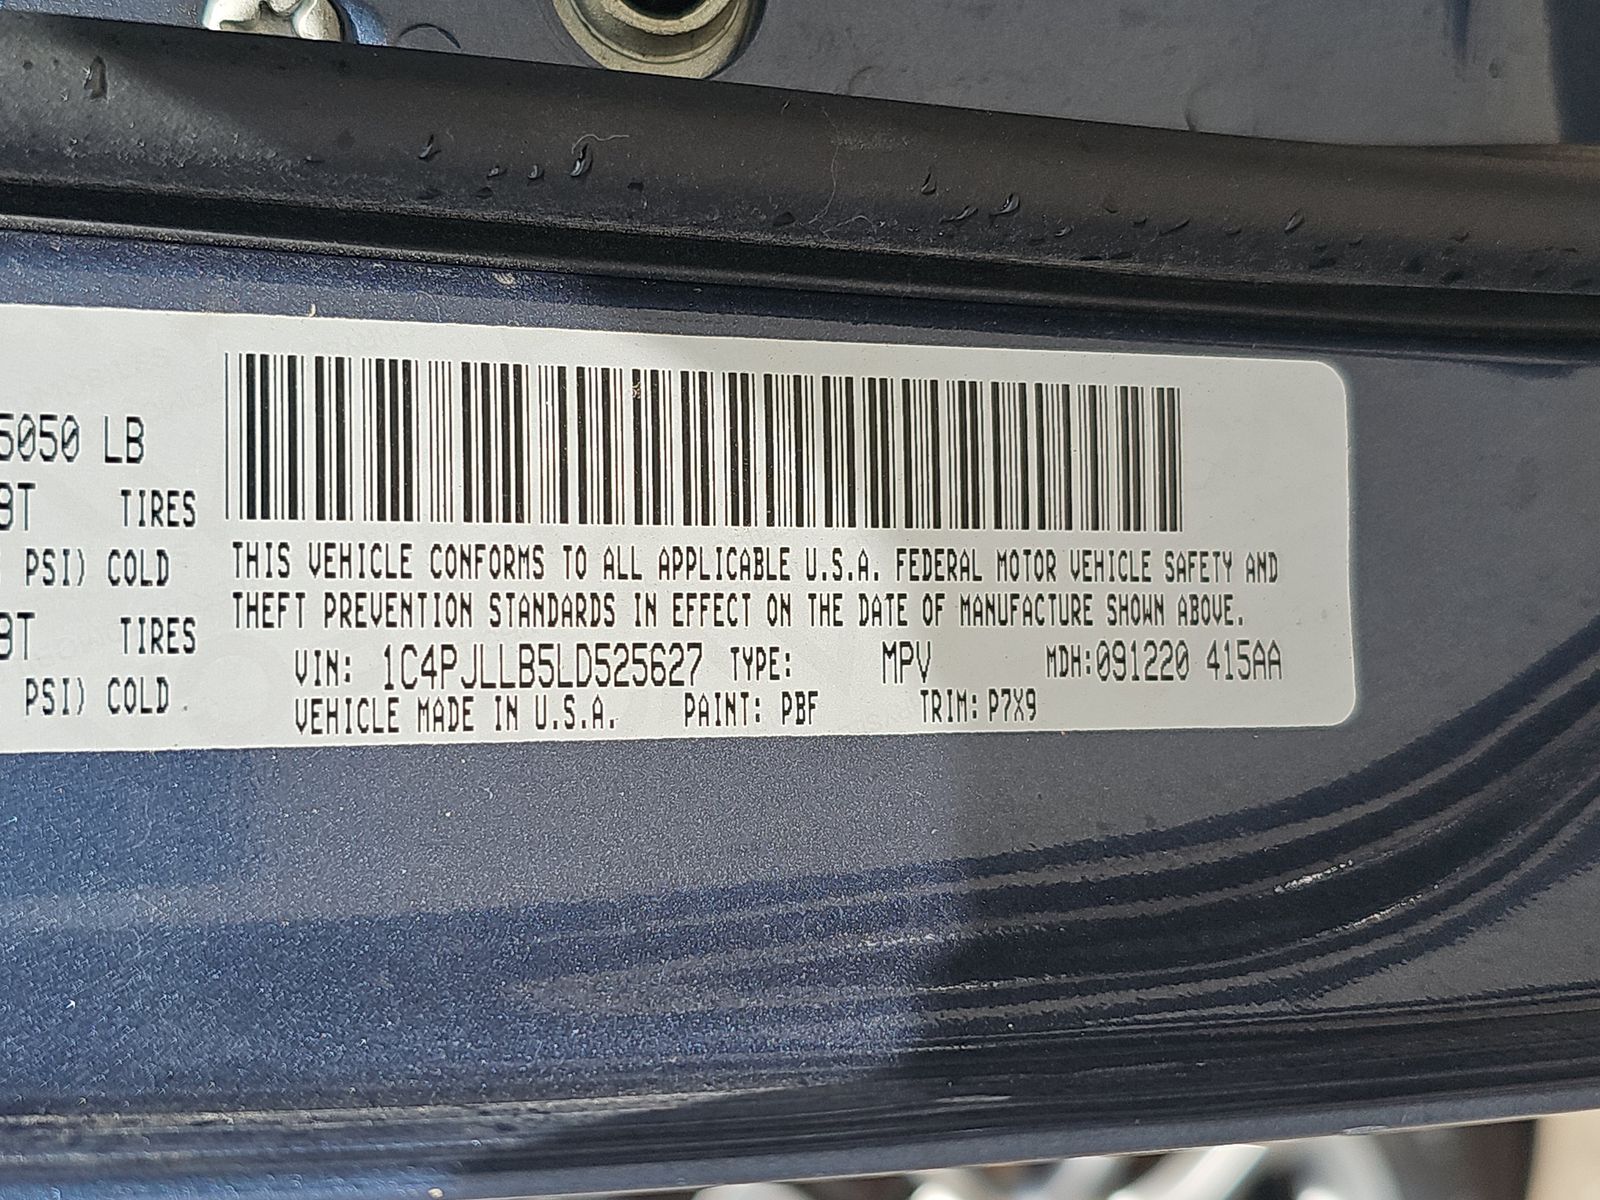 5050 LB
TIRES
PSI) COLD
TIRES
PSI) COLD
THIS VEHICLE CONFORMS TO ALL APPLICABLE U.S.A. FEDERAL MOTOR VEHICLE SAFETY AND
THEFT PREVENTION STANDARDS IN EFFECT ON THE DATE OF MANUFACTURE SHOWN ABOVE.
VIN: 1C4PJLLB5LD525627 TYPE: MPV MDH:091220 415AA
VEHICLE MADE IN U.S.A. PAINT: PBF TRIM: P7X9